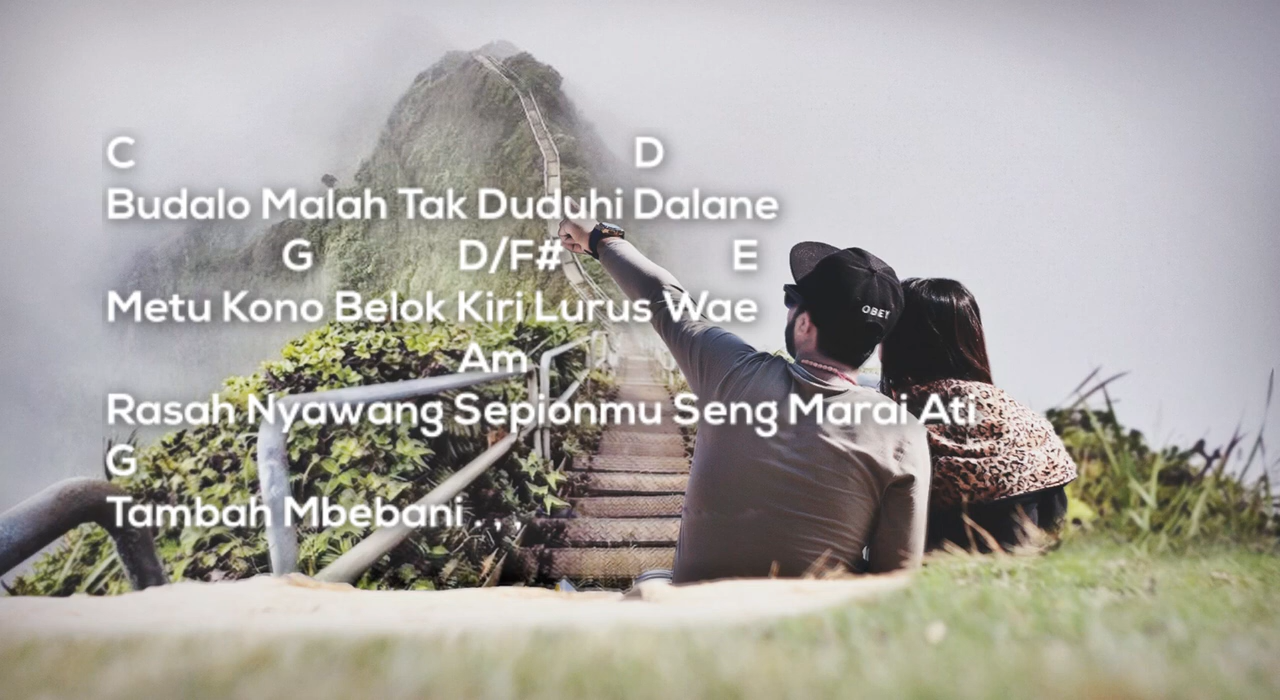 C D
Budalo Malah Tak Duduhi Dalane
G D/F# E
Metu Kono Belok Kiri Lurus Wae
Am
Rasah Nyawang Sepionmu Seng Marai Ati
G
Tambah Mbebani . . ,
OBEY